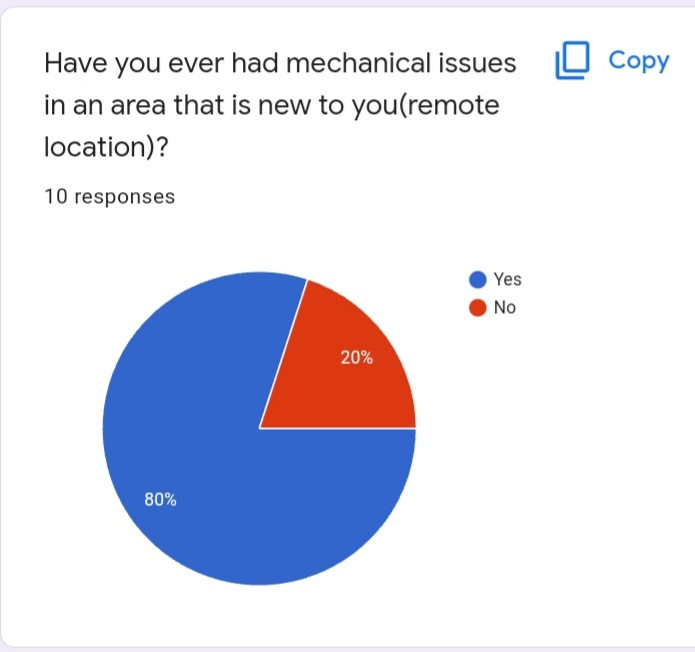 Have you ever had mechanical issues
in an area that is new to you(remote
location)?
Copy
10 responses
Yes
No
20%
80%